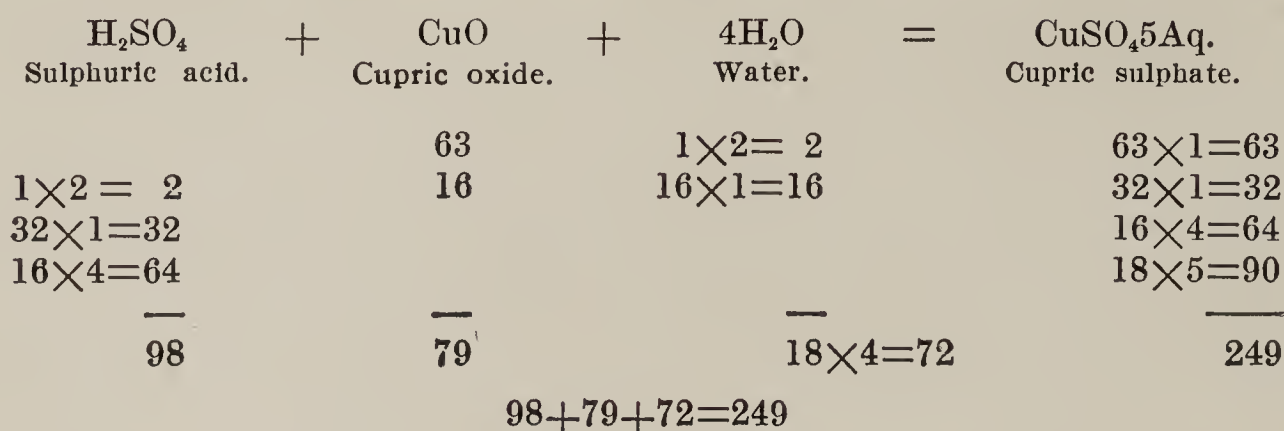 H₂SO₄ + CuO + 4H₂O = CuSO₄5Aq.
Sulphuric acid. Cupric oxide. Water. Cupric sulphate.
63 1×2= 2 63×1=63
1×2 = 2 16 16×1=16 32×1=32
32×1=32 16×4=64
16×4=64 18×5=90
98 79 18×4=72 249
98+79+72=249